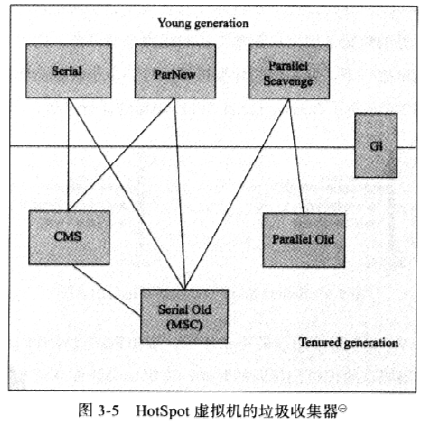 Young generation
Serial
ParNew
Parallel
Scavenge
G1
CMS
Parallel Old
Serial Old
(MSC)
Tenured generation
图 3-5 HotSpot 虚拟机的垃圾收集器⊖